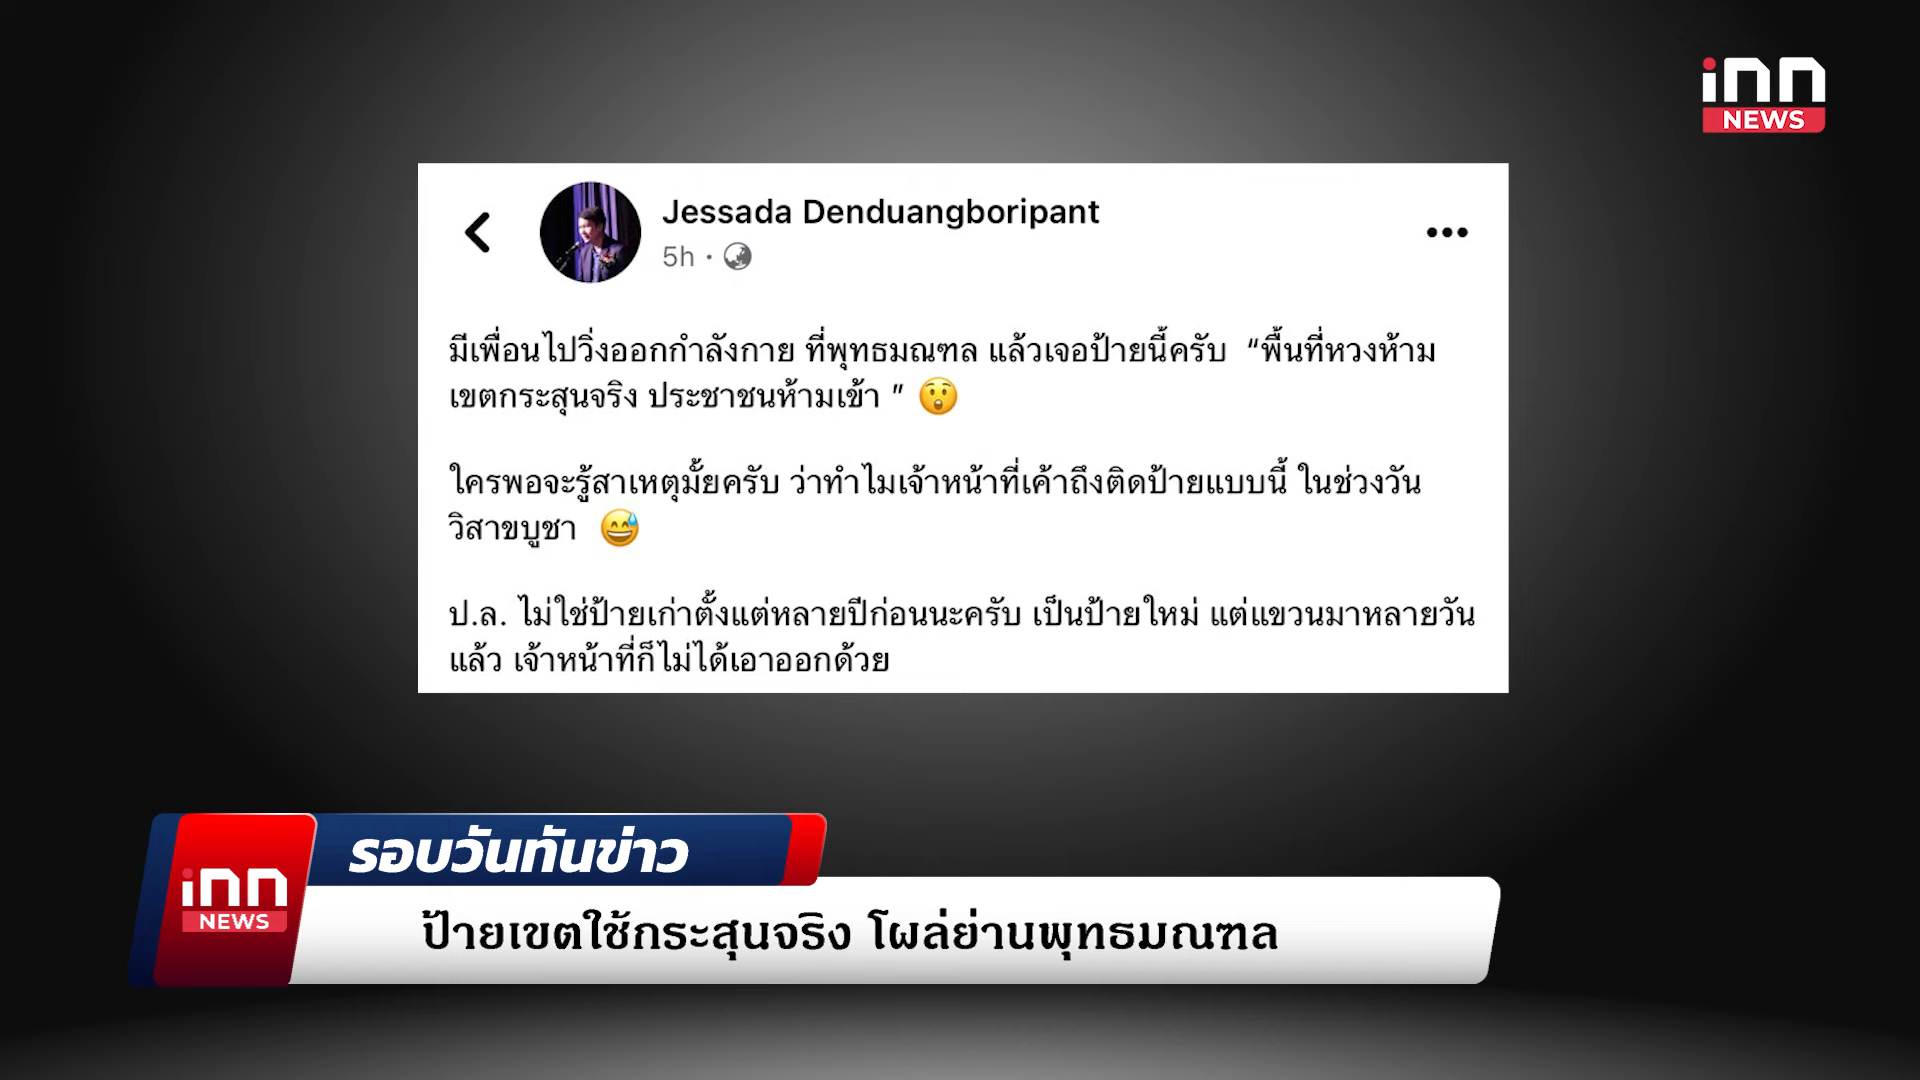 inn
NEWS
Jessada Denduangboripant
5h
มีเพื่อนไปวิ่งออกกำลังกาย ที่พุทธมณฑล แล้วเจอป้ายนี้ครับ “พื้นที่หวงห้าม
เขตกระสุนจริง ประชาชนห้ามเข้า ” 😲
ใครพอจะรู้สาเหตุมั้ยครับ ว่าทำไมเจ้าหน้าที่เค้าถึงติดป้ายแบบนี้ ในช่วงวัน
วิสาขบูชา 😅
ป.ล. ไม่ใช่ป้ายเก่าตั้งแต่หลายปีก่อนนะครับ เป็นป้ายใหม่ แต่แขวนมาหลายวัน
แล้ว เจ้าหน้าที่ก็ไม่ได้เอาออกด้วย
รอบวันทันข่าว
inn
NEWS
ป้ายเขตใช้กระสุนจริง โผล่ย่านพุทธมณฑล